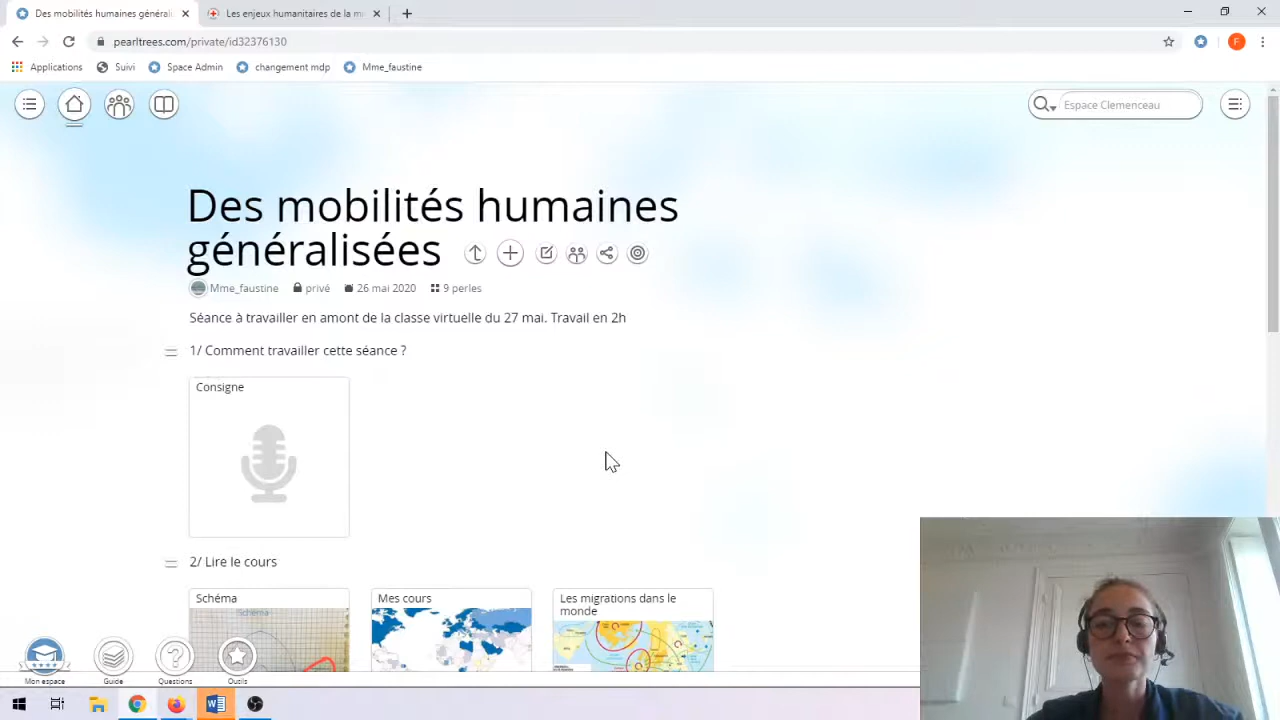 Des mobilités humaines générali
Les enjeux humanitaires de la m
pearltrees.com/private/id32376130
F
Applications
Suivi
Space Admin
changement mdp
Mme_faustine
Espace Clemenceau
Des mobilités humaines
généralisées
Mme_faustine
privé
26 mai 2020
9 perles
Séance à travailler en amont de la classe virtuelle du 27 mai. Travail en 2h
1/ Comment travailler cette séance ?
Consigne
2/ Lire le cours
Schéma
Mes cours
Les migrations dans le
monde
Schéma
Mon espace
Guide
Questions
Outils